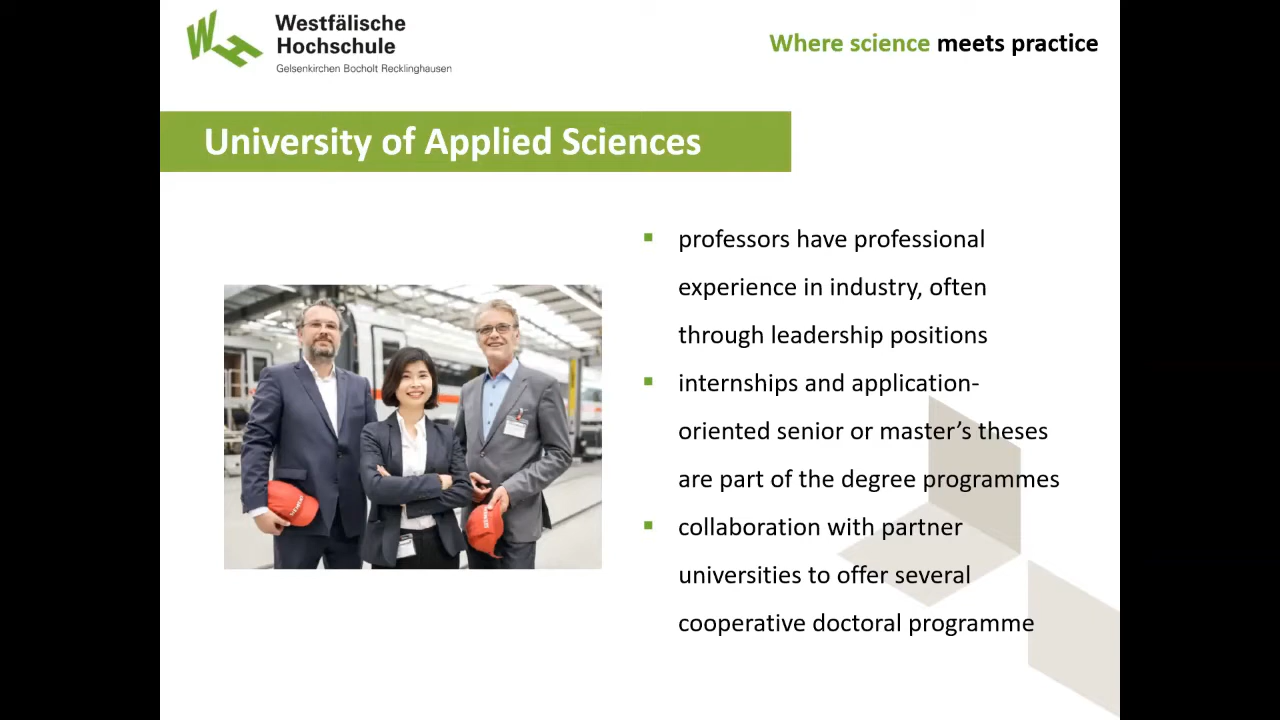 Westfälische
Hochschule
Gelsenkirchen Bocholt Recklinghausen
Where science meets practice
University of Applied Sciences
professors have professional
experience in industry, often
through leadership positions
internships and application-
oriented senior or master’s theses
are part of the degree programmes
collaboration with partner
universities to offer several
cooperative doctoral programme